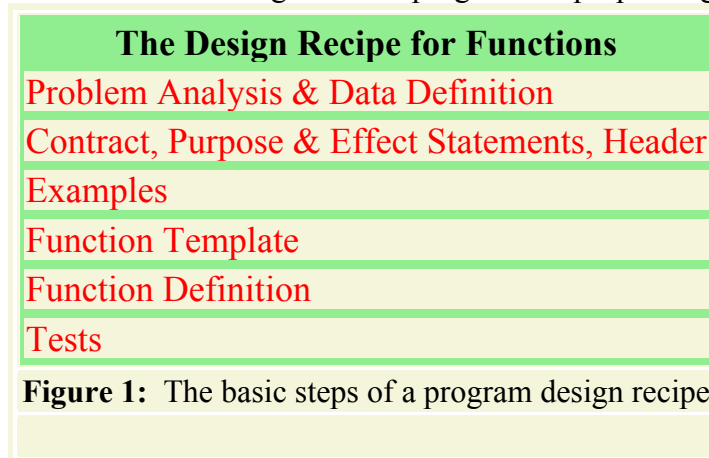 The Design Recipe for Functions
Problem Analysis & Data Definition
Contract, Purpose & Effect Statements, Header
Examples
Function Template
Function Definition
Tests
Figure 1: The basic steps of a program design recipe